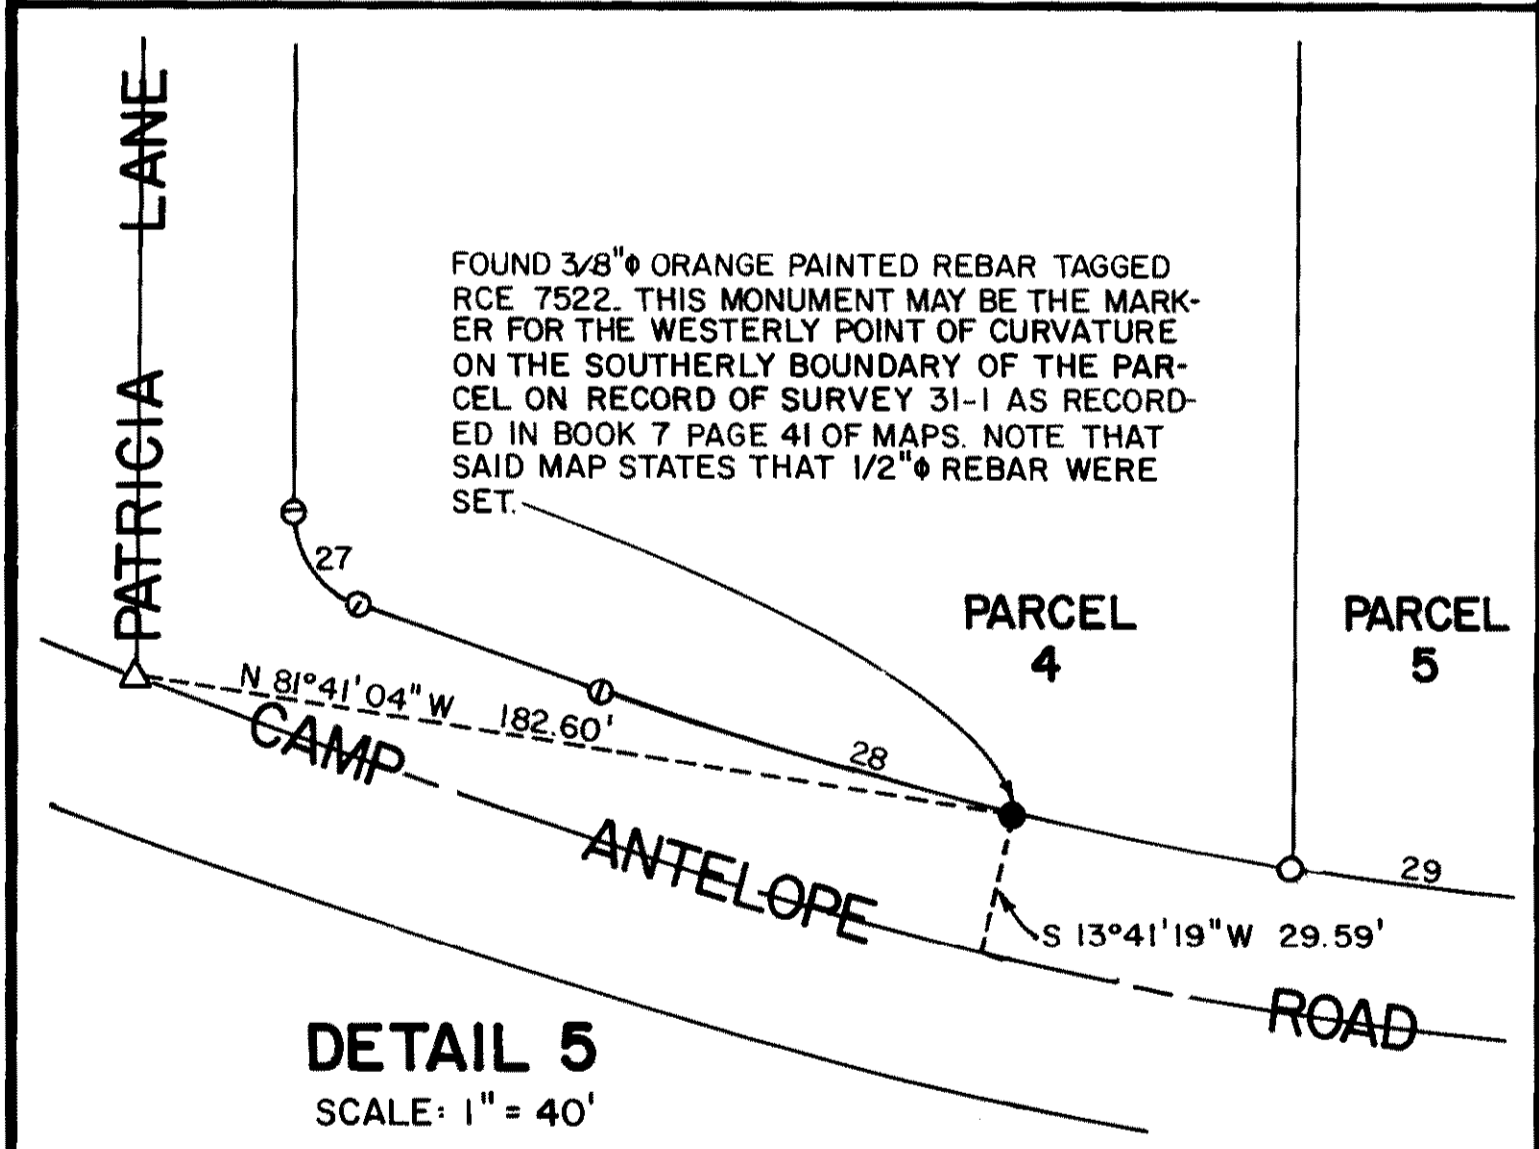 PATRICIA LANE
FOUND 3/8"ϕ ORANGE PAINTED REBAR TAGGED
RCE 7522. THIS MONUMENT MAY BE THE MARK-
ER FOR THE WESTERLY POINT OF CURVATURE
ON THE SOUTHERLY BOUNDARY OF THE PAR-
CEL ON RECORD OF SURVEY 31-1 AS RECORD-
ED IN BOOK 7 PAGE 41 OF MAPS. NOTE THAT
SAID MAP STATES THAT 1/2"ϕ REBAR WERE
SET.
27
PARCEL
4
PARCEL
5
N 81°41'04" W 182.60'
28
29
CAMP ANTELOPE ROAD
S 13°41'19" W 29.59'
DETAIL 5
SCALE: 1" = 40'